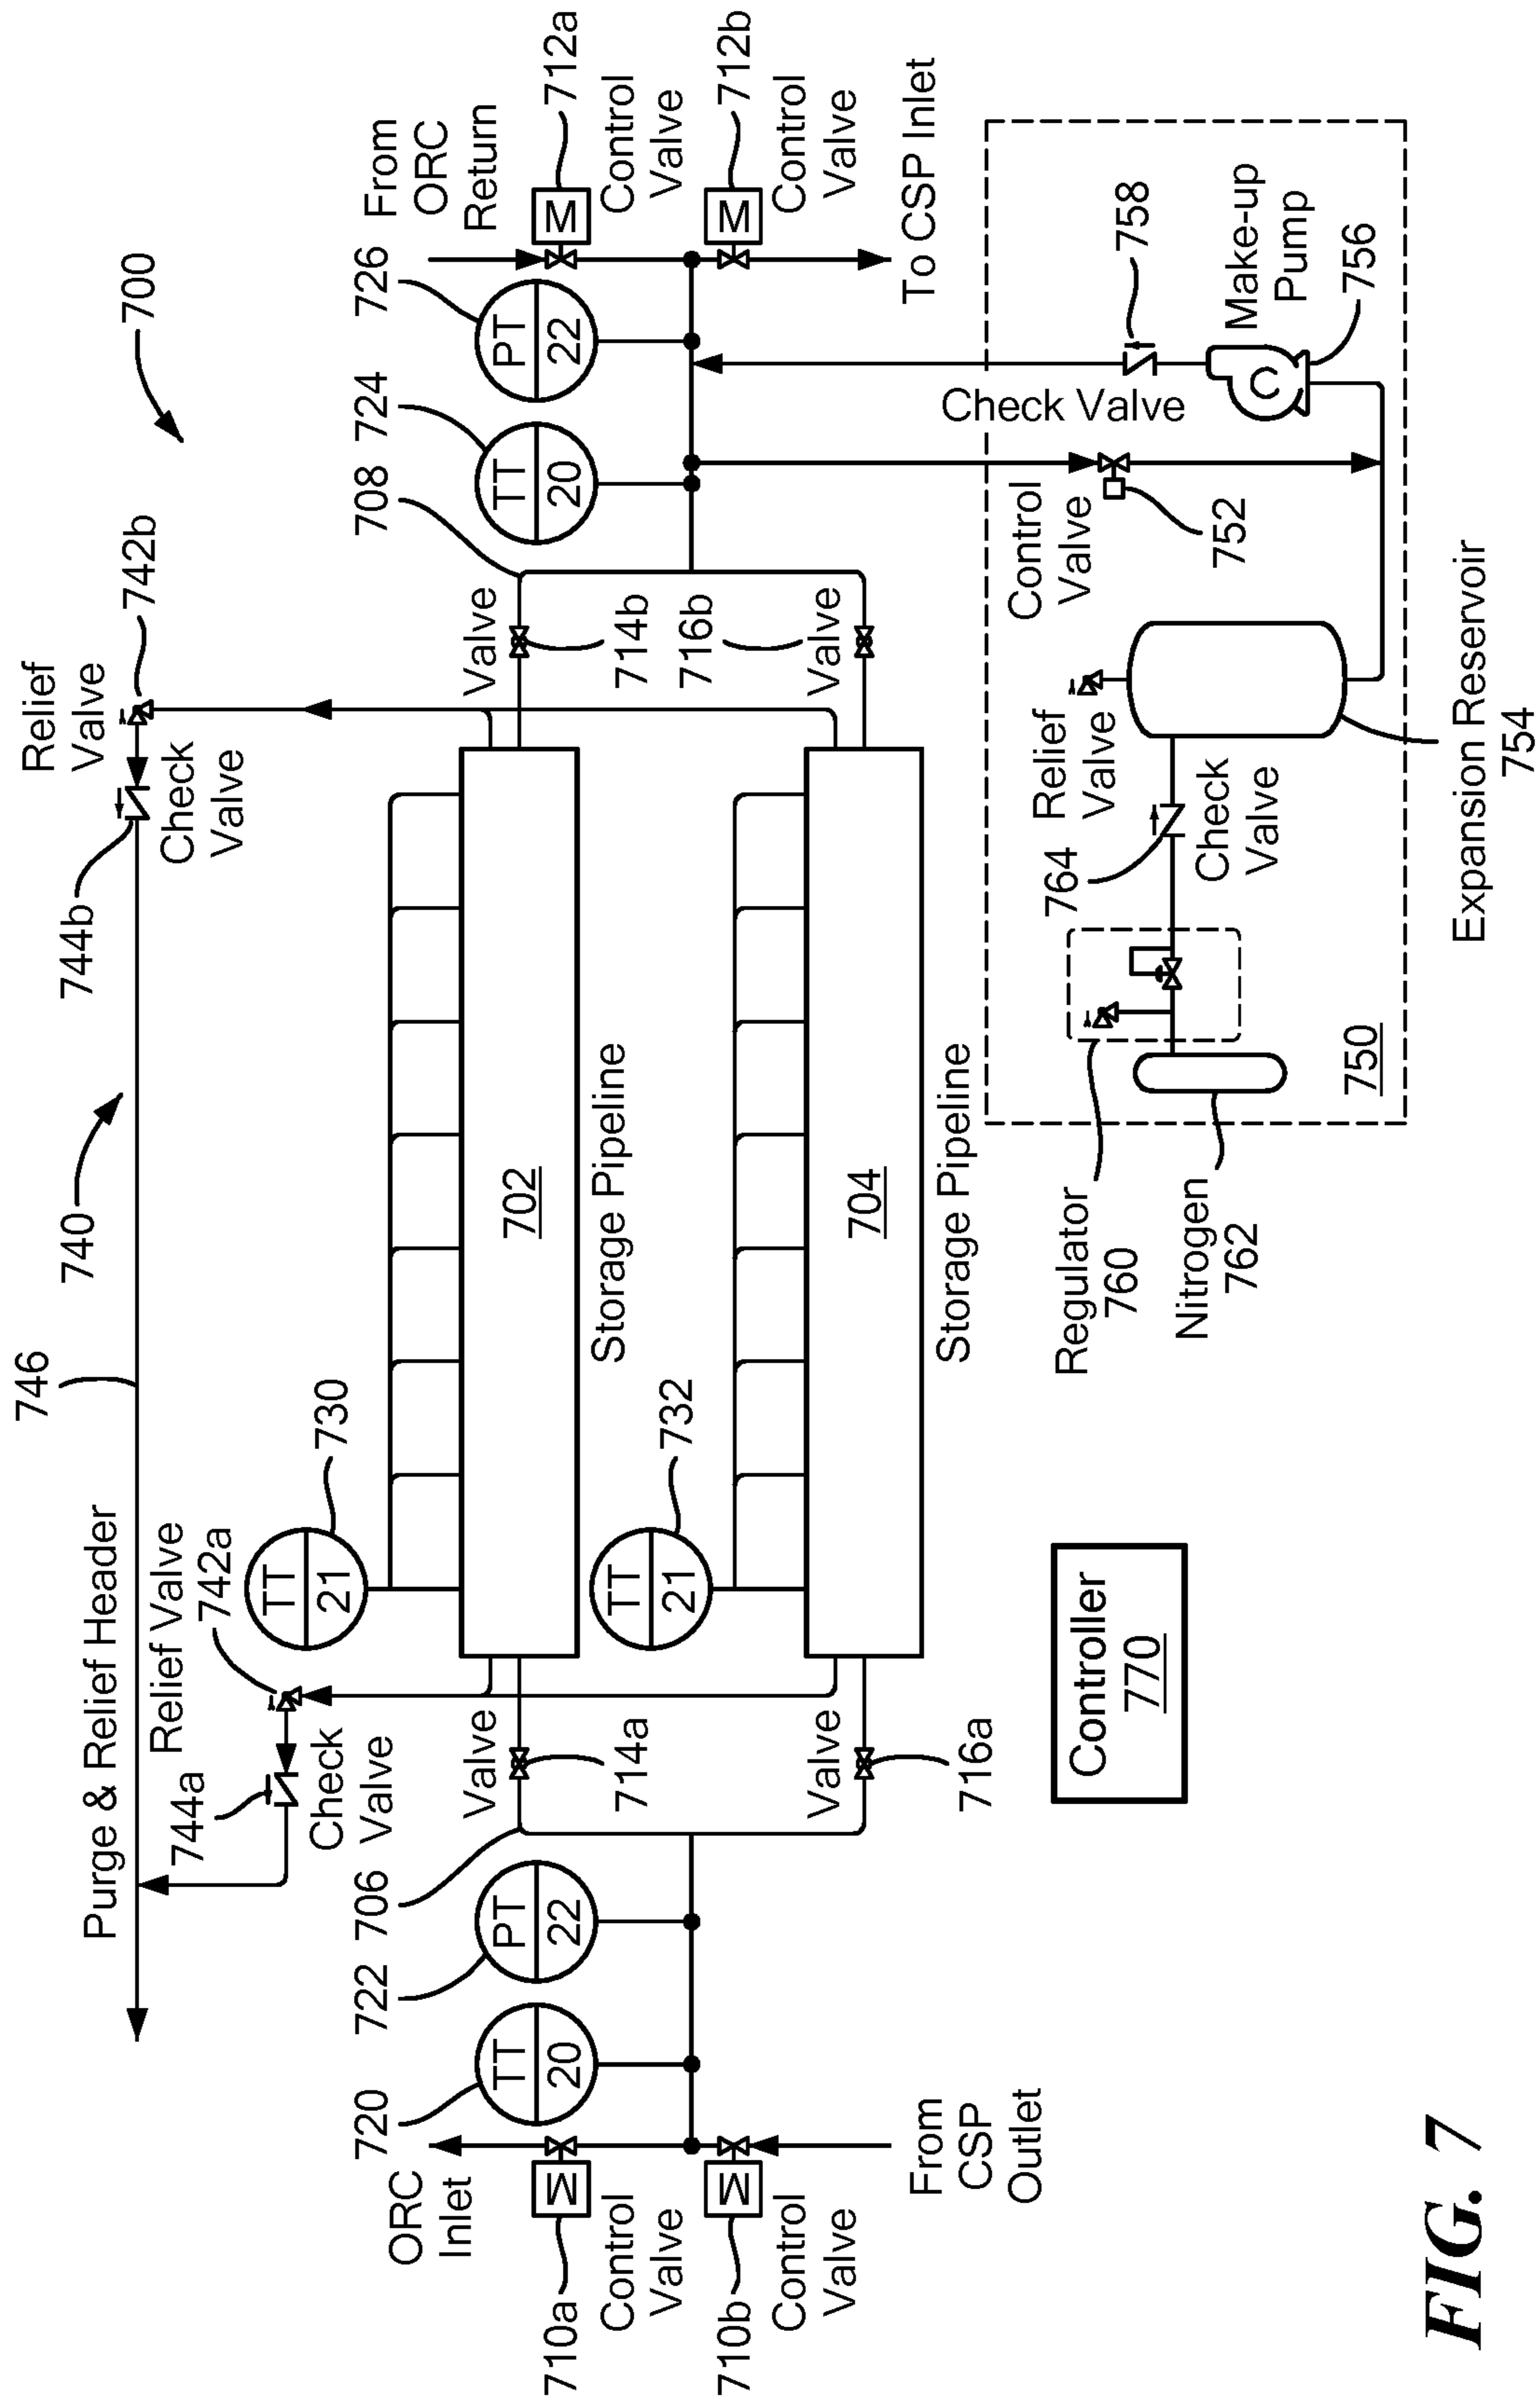 700
740
746
Purge & Relief Header
Relief
Valve
742b
744b
Check
Valve
Relief Valve
742a
744a
Check
Valve
730
TT
21
720
722
706
708
724
726
ORC
Inlet
From
ORC
Return
TT
20
PT
22
Valve
714a
702
Storage Pipeline
Valve
714b
TT
20
PT
22
M
712a
Control
Valve
M
710a
Control
Valve
732
TT
21
716b
M
712b
Control
Valve
M
710b
Control
Valve
Valve
716a
704
Storage Pipeline
Valve
From
CSP
Outlet
To CSP Inlet
Check Valve
Control
Valve
752
758
Make-up
Pump
C
756
Relief
Valve
764
Check
Valve
Regulator
760
Nitrogen
762
750
Expansion Reservoir
754
Controller
770
FIG. 7